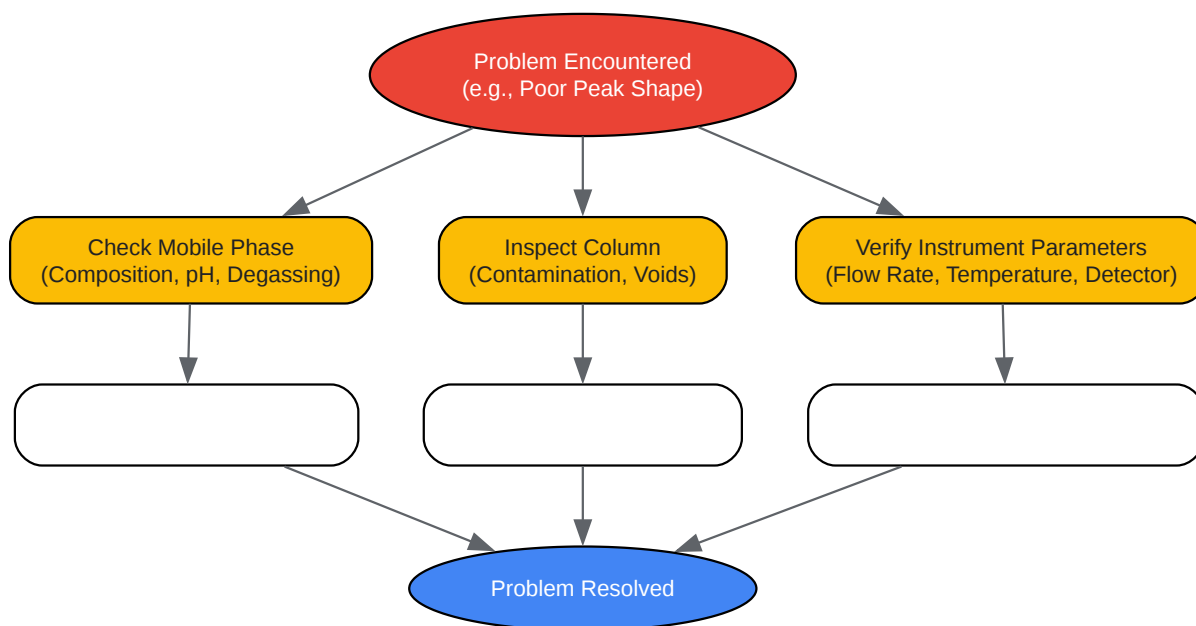 Problem Encountered
(e.g., Poor Peak Shape)
Check Mobile Phase
(Composition, pH, Degassing)
Inspect Column
(Contamination, Voids)
Verify Instrument Parameters
(Flow Rate, Temperature, Detector)
Problem Resolved